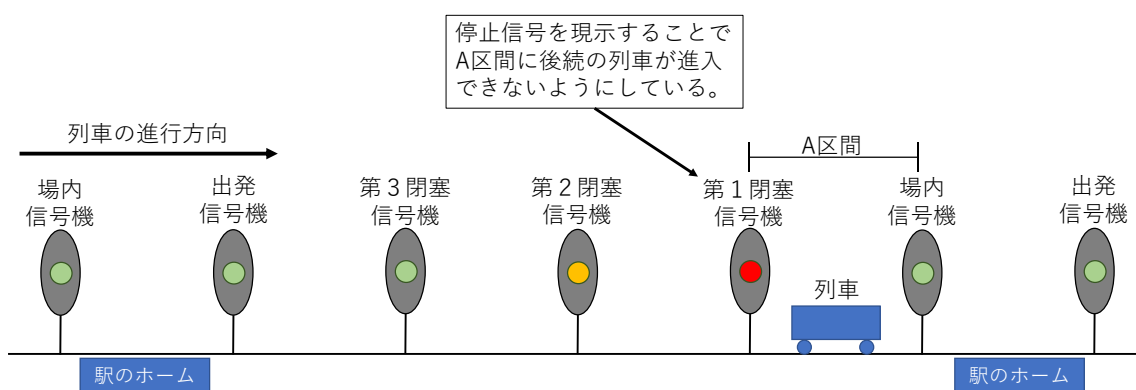 停止信号を現示することで
A区間に後続の列車が進入
できないようにしている。
列車の進行方向
A区間
場内
信号機
出発
信号機
第３閉塞
信号機
第２閉塞
信号機
第１閉塞
信号機
場内
信号機
出発
信号機
列車
駅のホーム
駅のホーム